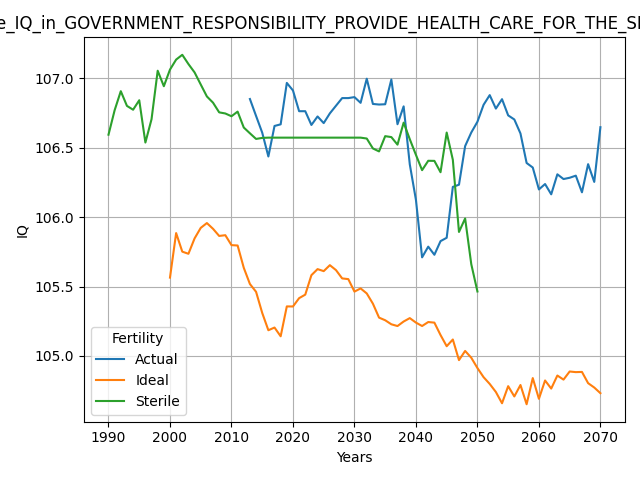 e_IQ_in_GOVERNMENT_RESPONSIBILITY_PROVIDE_HEALTH_CARE_FOR_THE_SI
107.0
106.5
106.0
105.5
105.0
IQ
Fertility
Actual
Ideal
Sterile
1990 2000 2010 2020 2030 2040 2050 2060 2070
Years